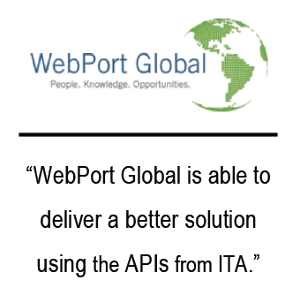 WebPort Global
People. Knowledge. Opportunities.
“WebPort Global is able to
deliver a better solution
using the APIs from ITA.”